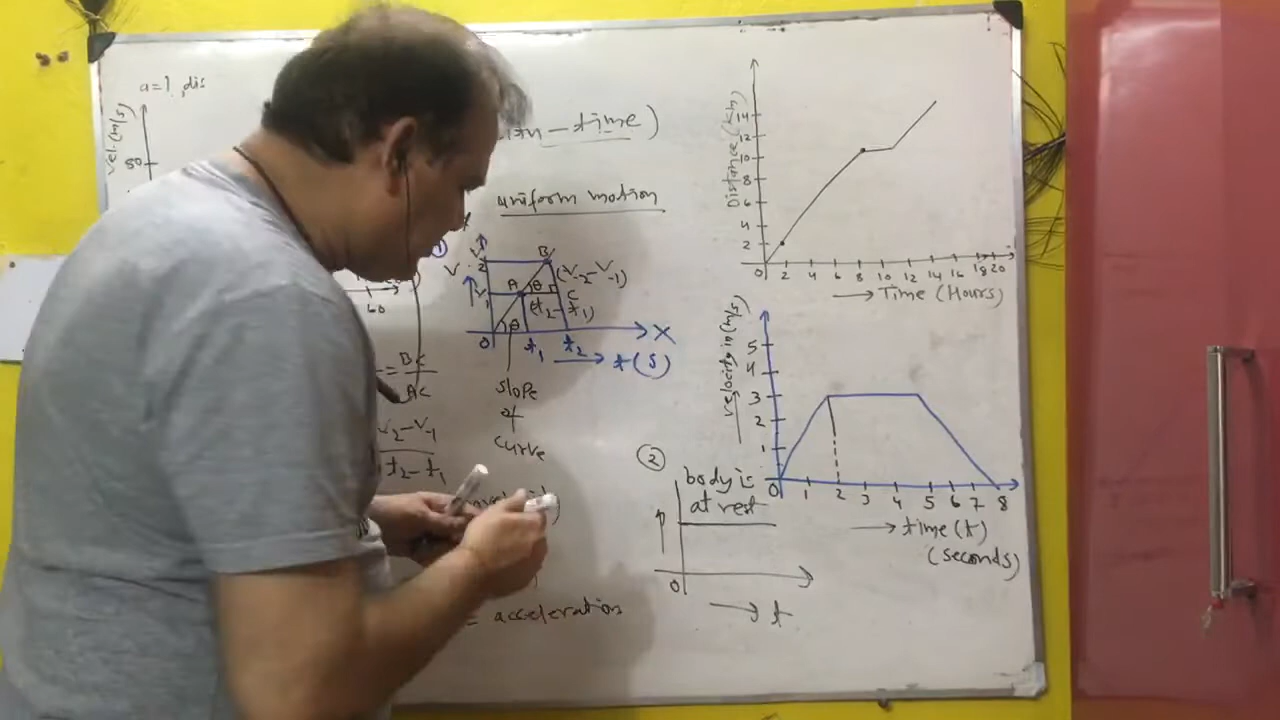 a=?, dis
vel.(m/s)
50
60
- time)
uniform motion
①
V
V2
V1
A
B
C
θ
θ
(V2-V1)
(t2-t1)
0
t1
t2
X
t(s)
slope
of
curve
= BC
AC
V2-V1
t2-t1
= acceleration
②
body is
at rest
0
t
Distance (km)
14
12
10
8
6
4
2
0
2 4 6 8 10 12 14 16 18 20
Time (Hours)
velocity in (m/s)
5
4
3
2
1
0
1 2 3 4 5 6 7 8
time (t)
(seconds)